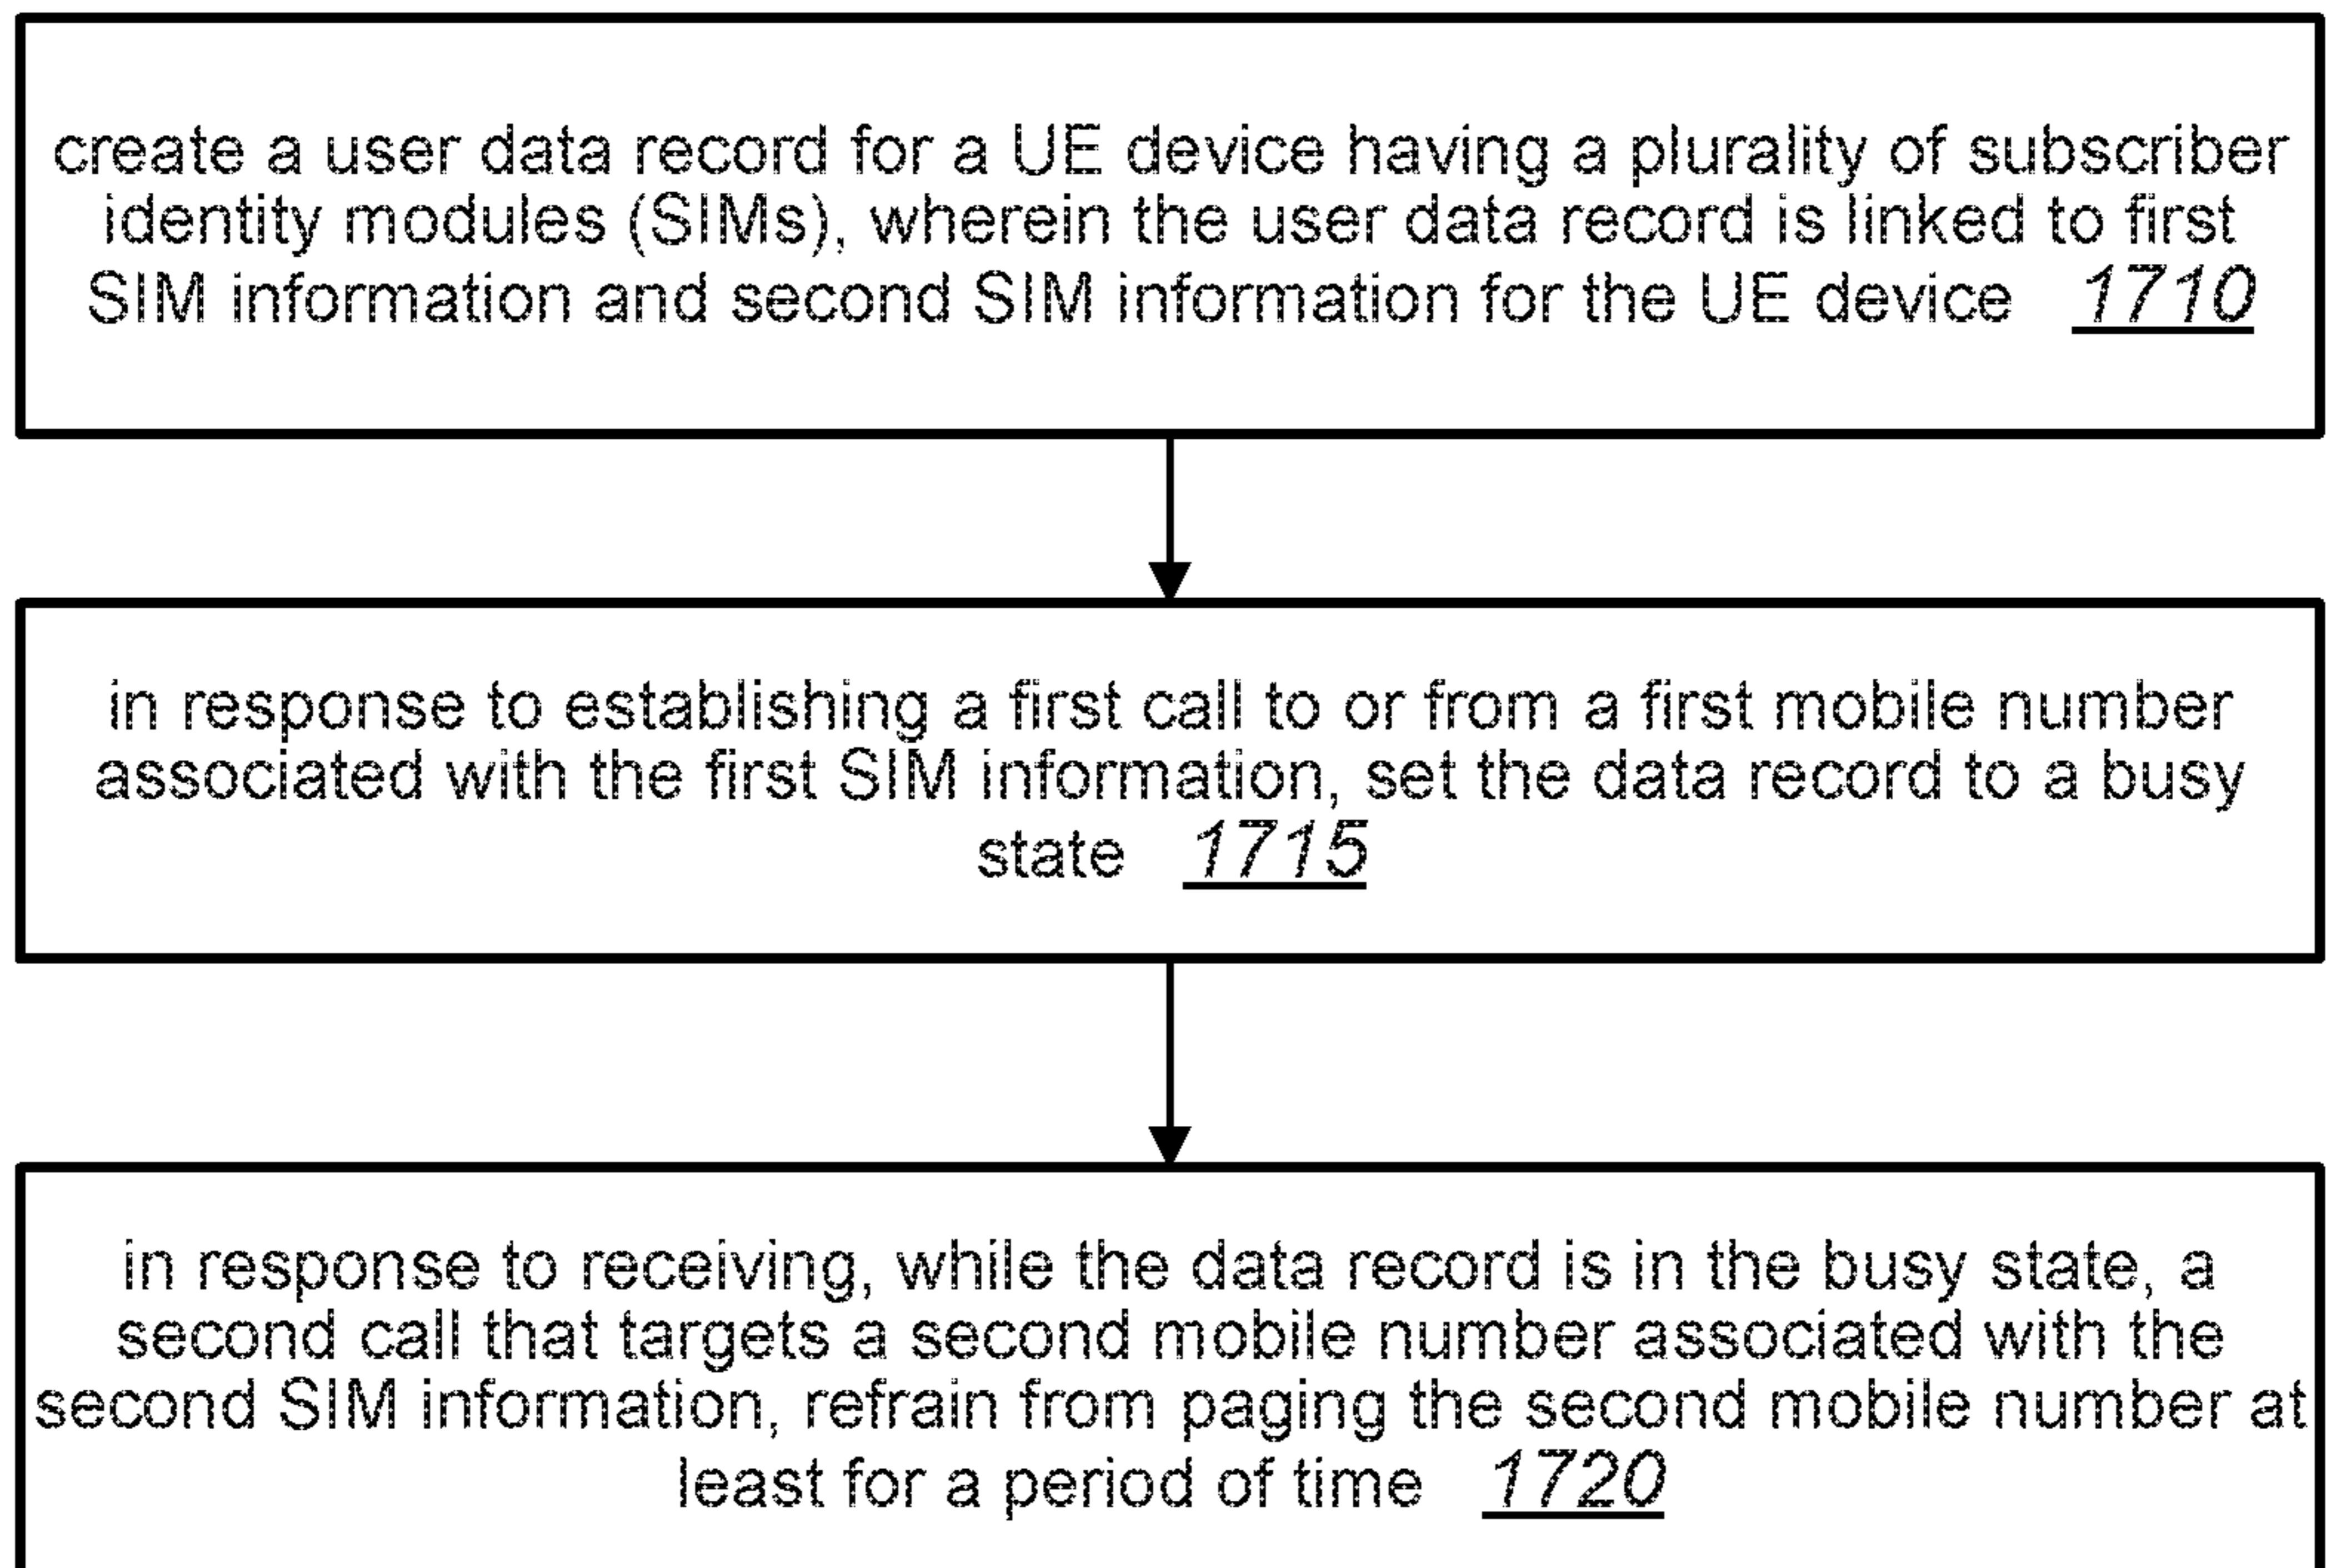 create a user data record for a UE device having a plurality of subscriber
identity modules (SIMs), wherein the user data record is linked to first
SIM information and second SIM information for the UE device 1710
in response to establishing a first call to or from a first mobile number
associated with the first SIM information, set the data record to a busy
state 1715
in response to receiving, while the data record is in the busy state, a
second call that targets a second mobile number associated with the
second SIM information, refrain from paging the second mobile number at
least for a period of time 1720